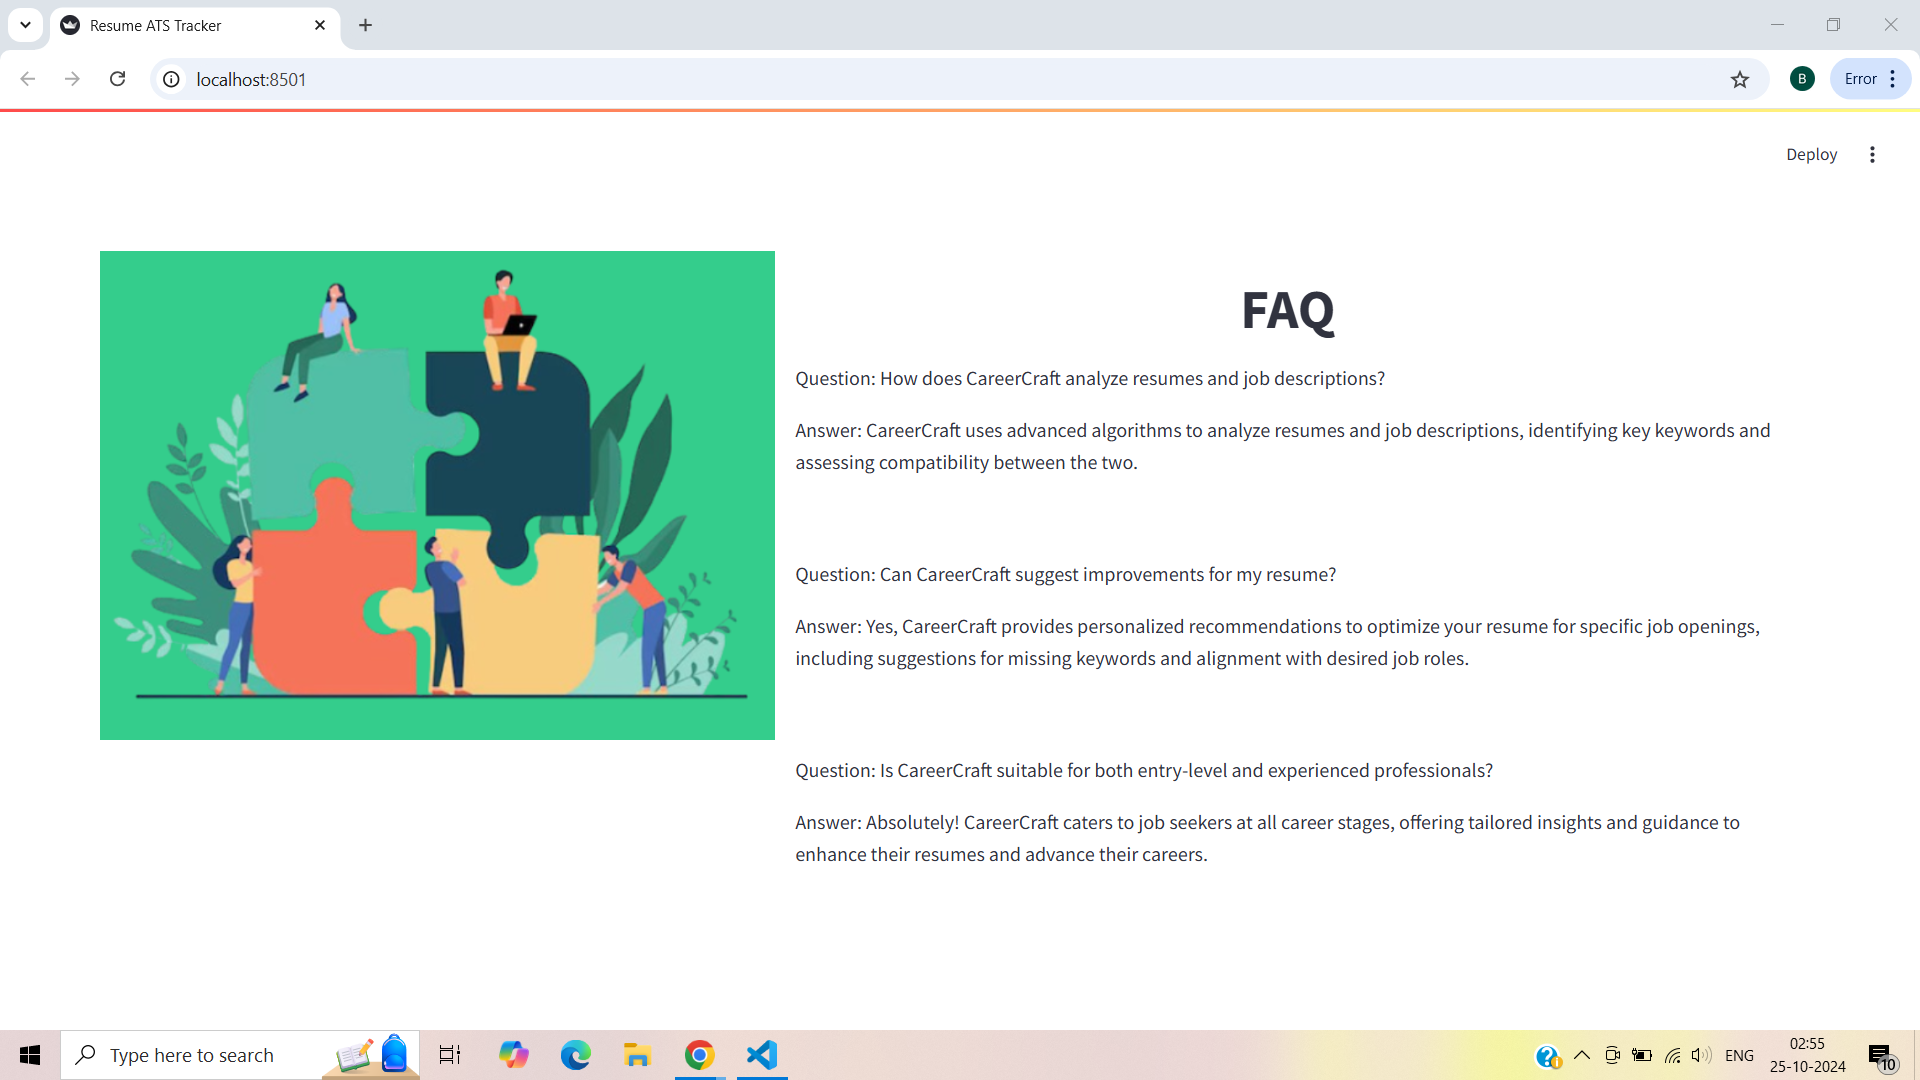 Resume ATS Tracker
localhost:8501
B
Error
Deploy
FAQ
Question: How does CareerCraft analyze resumes and job descriptions?
Answer: CareerCraft uses advanced algorithms to analyze resumes and job descriptions, identifying key keywords and
assessing compatibility between the two.
Question: Can CareerCraft suggest improvements for my resume?
Answer: Yes, CareerCraft provides personalized recommendations to optimize your resume for specific job openings,
including suggestions for missing keywords and alignment with desired job roles.
Question: Is CareerCraft suitable for both entry-level and experienced professionals?
Answer: Absolutely! CareerCraft caters to job seekers at all career stages, offering tailored insights and guidance to
enhance their resumes and advance their careers.
Type here to search
ENG
02:55
25-10-2024
10